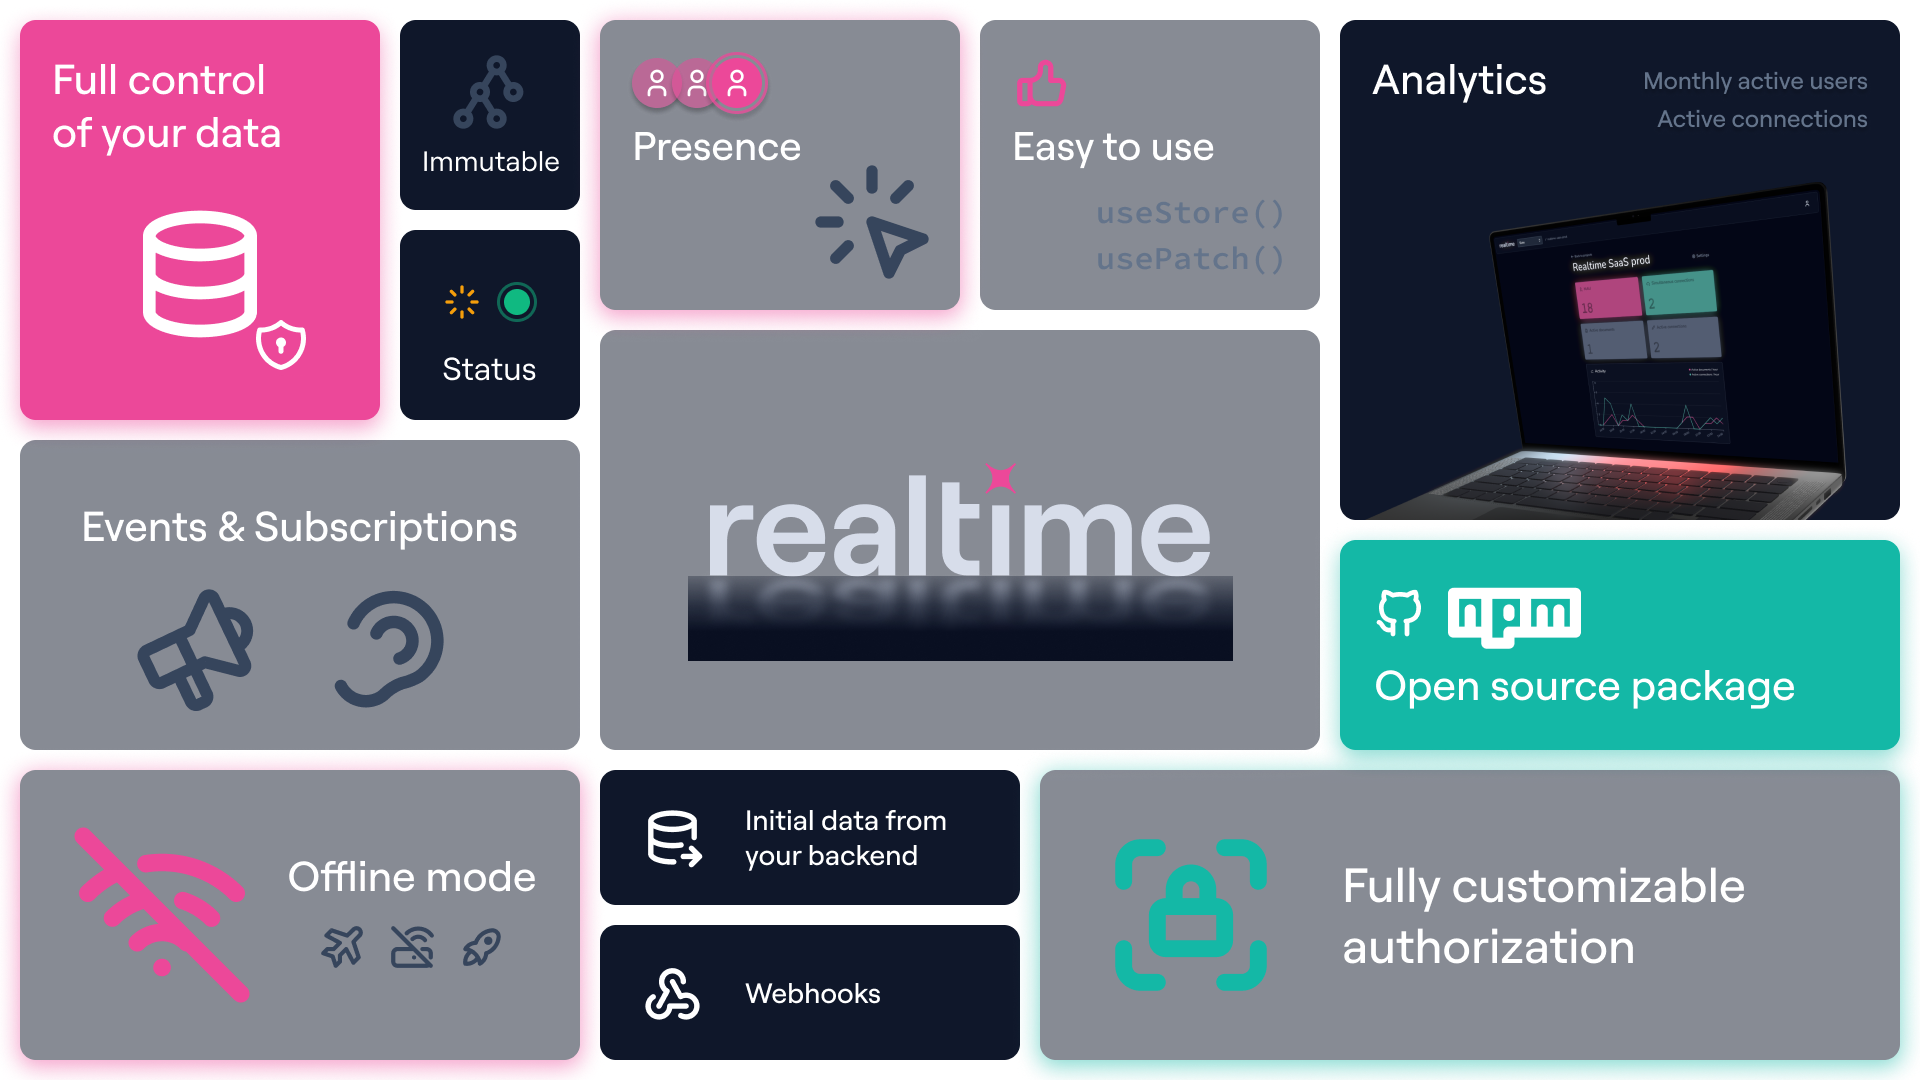 Full control
of your data
Immutable
Status
Presence
Easy to use
useStore()
usePatch()
Analytics
Monthly active users
Active connections
realtime
Realtime SaaS prod
18
2
1
2
Events & Subscriptions
realtime
npm
Open source package
Offline mode
Initial data from
your backend
Webhooks
Fully customizable
authorization